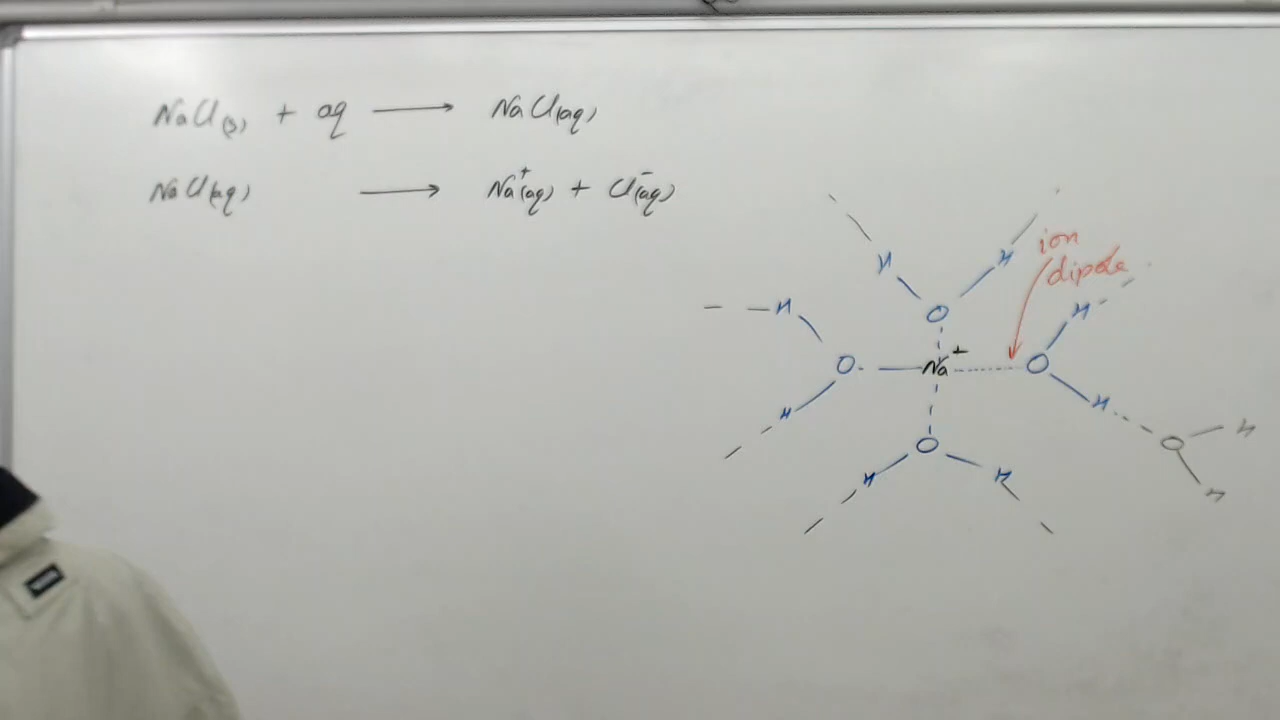 NaCl(s) + aq ⟶ NaCl(aq)
NaCl(aq) ⟶ Na⁺(aq) + Cl⁻(aq)
ion
dipole
H H
H H
O
O Na⁺ O
H H
O O H
H H
H